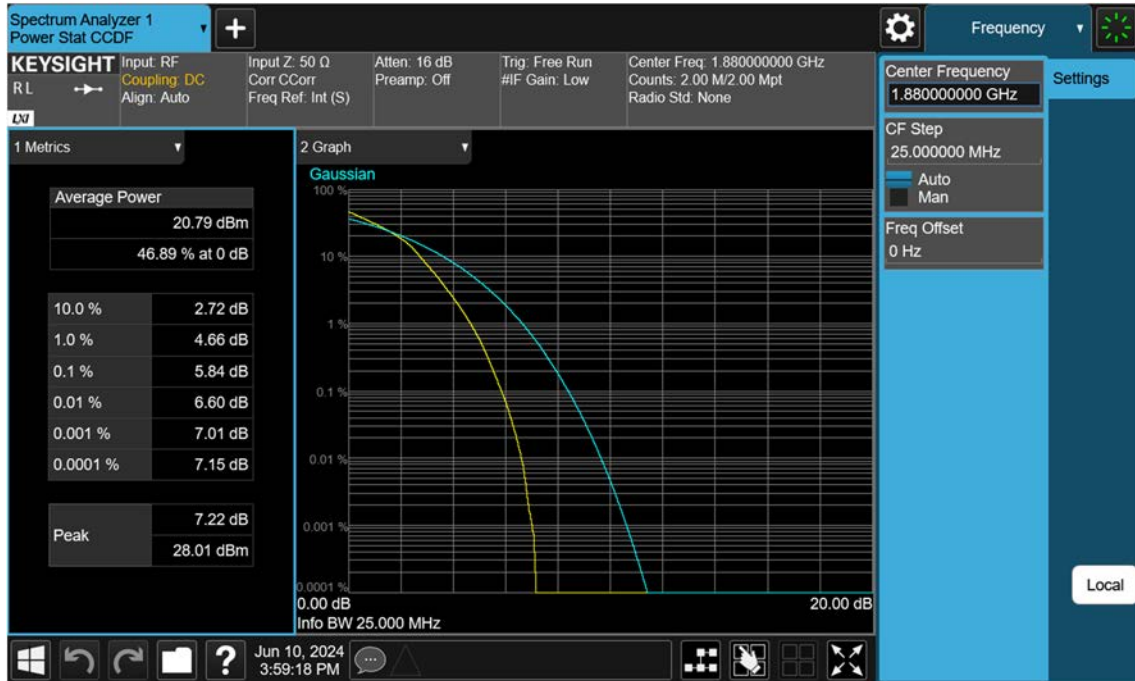 Spectrum Analyzer 1
Power Stat CCDF
Frequency
KEYSIGHT
R L
LXI
Input: RF
Coupling: DC
Align: Auto
Input Z: 50 Ω
Corr CCorr
Freq Ref: Int (S)
Atten: 16 dB
Preamp: Off
Trig: Free Run
#IF Gain: Low
Center Freq: 1.880000000 GHz
Counts: 2.00 M/2.00 Mpt
Radio Std: None
Center Frequency
1.880000000 GHz
Settings
CF Step
25.000000 MHz
Auto
Man
Freq Offset
0 Hz
1 Metrics
Average Power
20.79 dBm
46.89 % at 0 dB
10.0 % 2.72 dB
1.0 % 4.66 dB
0.1 % 5.84 dB
0.01 % 6.60 dB
0.001 % 7.01 dB
0.0001 % 7.15 dB
Peak 7.22 dB
28.01 dBm
2 Graph
Gaussian
100 %
10 %
1 %
0.1 %
0.01 %
0.001 %
0.0001 %
0.00 dB 20.00 dB
Info BW 25.000 MHz
Local
?
Jun 10, 2024
3:59:18 PM